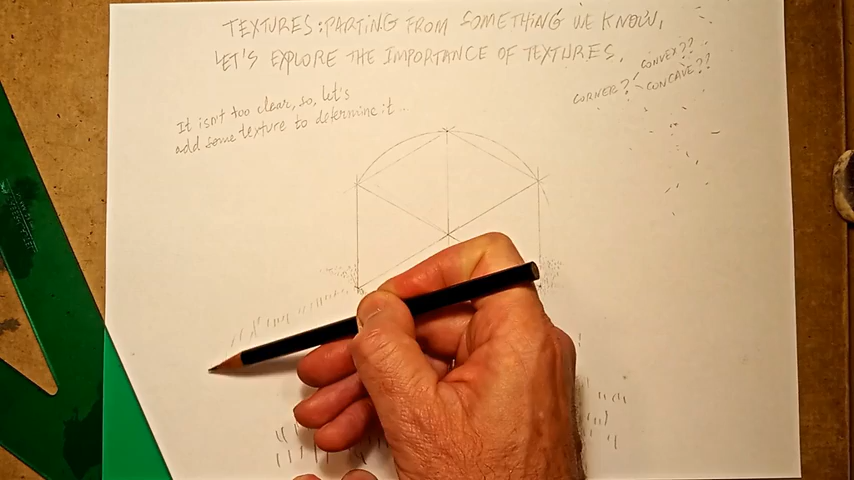 TEXTURES: PARTING FROM SOMETHING WE KNOW,
LET'S EXPLORE THE IMPORTANCE OF TEXTURES.
CONVEX??
CORNER? CONCAVE??
It isn't too clear, so, let's
add some texture to determine it...